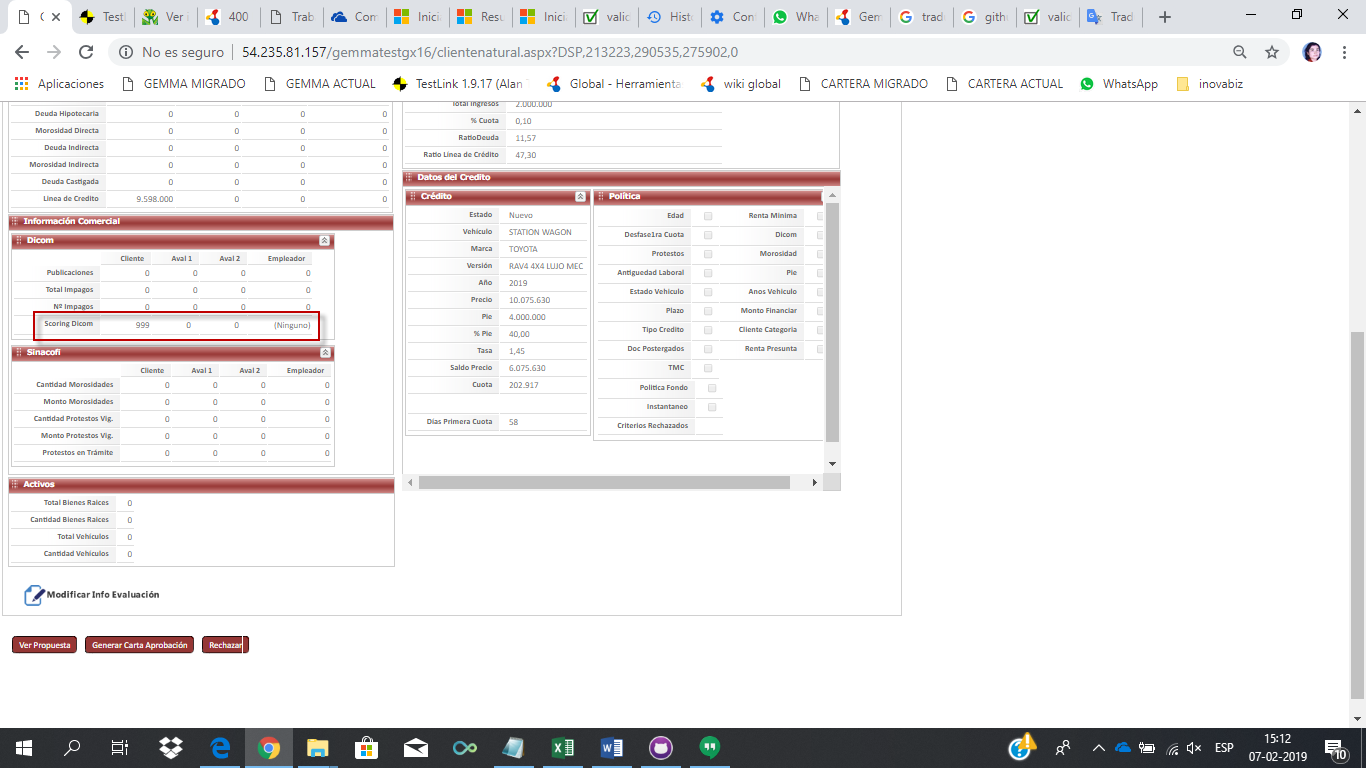 C
Test
Ver i
400
Trab
Com
Inicia
Resu
Inicia
valic
Histo
Con
Wha
Gem
trad
gith
valic
Trad
No es seguro | 54.235.81.157/gemmatestgx16/clientenatural.aspx?DSP,213223,290535,275902,0
Aplicaciones GEMMA MIGRADO GEMMA ACTUAL TestLink 1.9.17 (Alan Global - Herramienta wiki global CARTERA MIGRADO CARTERA ACTUAL WhatsApp inovabiz
Deuda Hipotecaria 0 0 0 0
Morosidad Directa 0 0 0 0
Deuda Indirecta 0 0 0 0
Morosidad Indirecta 0 0 0 0
Deuda Castigada 0 0 0 0
Linea de Credito 9.598.000 0 0 0
Información Comercial
Dicom
Cliente Aval 1 Aval 2 Empleador
Publicaciones 0 0 0 0
Total Impagos 0 0 0 0
Nº Impagos 0 0 0 0
Scoring Dicom 999 0 0 (Ninguno)
Sinacofi
Cliente Aval 1 Aval 2 Empleador
Cantidad Morosidades 0 0 0 0
Monto Morosidades 0 0 0 0
Cantidad Protestos Vig. 0 0 0 0
Monto Protestos Vig. 0 0 0 0
Protestos en Trámite 0 0 0 0
Activos
Total Bienes Raices 0
Cantidad Bienes Raices 0
Total Vehículos 0
Cantidad Vehículos 0
Total Ingresos 2.000.000
% Cuota 0,10
RatioDeuda 11,57
Ratio Línea de Crédito 47,30
Datos del Credito
Crédito
Estado Nuevo
Vehículo STATION WAGON
Marca TOYOTA
Versión RAV4 4X4 LUJO MEC
Año 2019
Precio 10.075.630
Pie 4.000.000
% Pie 40,00
Tasa 1,45
Saldo Precio 6.075.630
Cuota 202.917
Días Primera Cuota 58
Política
Edad Renta Minima
Desfase1ra Cuota Dicom
Protestos Morosidad
Antiguedad Laboral Pie
Estado Vehiculo Anos Vehiculo
Plazo Monto Financiar
Tipo Credito Cliente Categoria
Doc Postergados Renta Presunta
TMC
Politica Fondo
Instantaneo
Criterios Rechazados
Modificar Info Evaluación
Ver Propuesta Generar Carta Aprobación Rechazar
ESP
15:12
07-02-2019
10